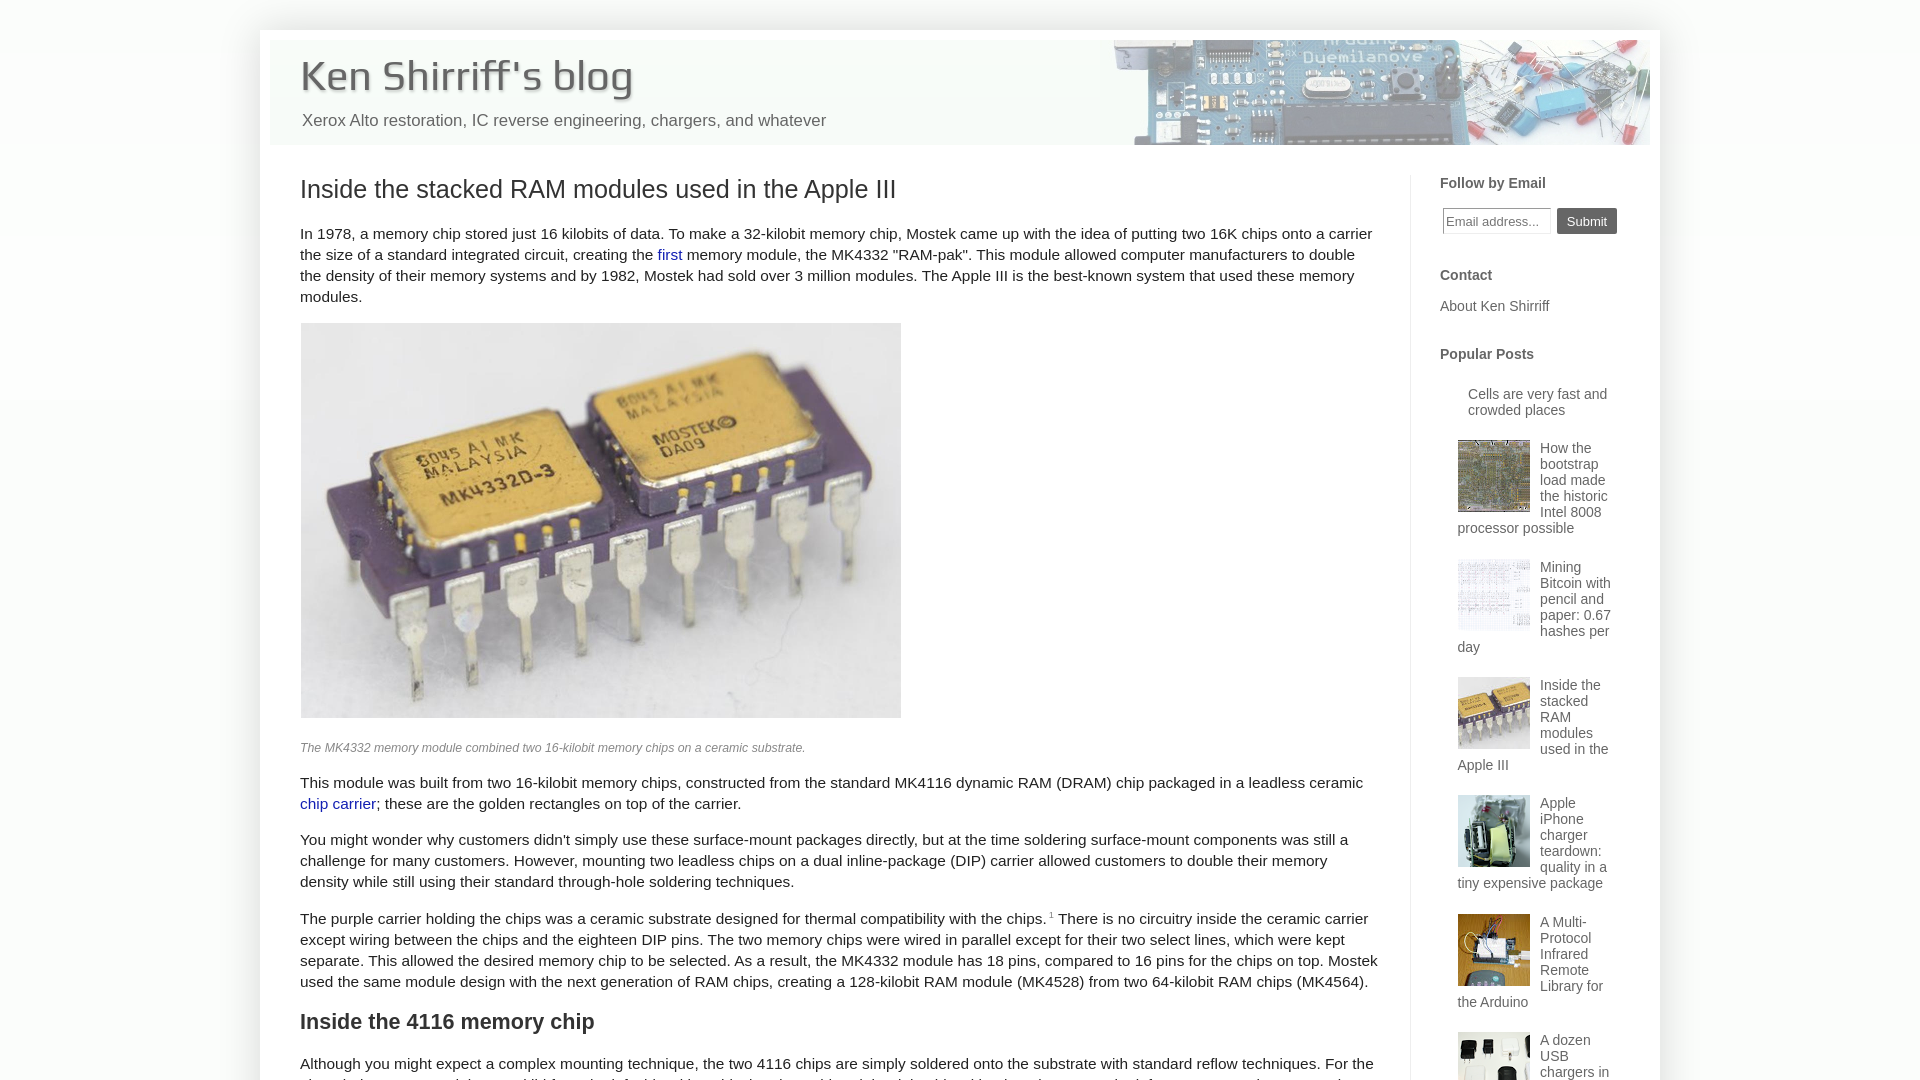 Ken Shirriff's blog
Xerox Alto restoration, IC reverse engineering, chargers, and whatever
Duemilanove
Inside the stacked RAM modules used in the Apple III
In 1978, a memory chip stored just 16 kilobits of data. To make a 32-kilobit memory chip, Mostek came up with the idea of putting two 16K chips onto a carrier
the size of a standard integrated circuit, creating the first memory module, the MK4332 "RAM-pak". This module allowed computer manufacturers to double
the density of their memory systems and by 1982, Mostek had sold over 3 million modules. The Apple III is the best-known system that used these memory
modules.
8045 A1 MK
MALAYSIA
MOSTEK©
DA09
8045 A1 MK
MALAYSIA
MK4332D-3
The MK4332 memory module combined two 16-kilobit memory chips on a ceramic substrate.
This module was built from two 16-kilobit memory chips, constructed from the standard MK4116 dynamic RAM (DRAM) chip packaged in a leadless ceramic
chip carrier; these are the golden rectangles on top of the carrier.
You might wonder why customers didn't simply use these surface-mount packages directly, but at the time soldering surface-mount components was still a
challenge for many customers. However, mounting two leadless chips on a dual inline-package (DIP) carrier allowed customers to double their memory
density while still using their standard through-hole soldering techniques.
The purple carrier holding the chips was a ceramic substrate designed for thermal compatibility with the chips. 1 There is no circuitry inside the ceramic carrier
except wiring between the chips and the eighteen DIP pins. The two memory chips were wired in parallel except for their two select lines, which were kept
separate. This allowed the desired memory chip to be selected. As a result, the MK4332 module has 18 pins, compared to 16 pins for the chips on top. Mostek
used the same module design with the next generation of RAM chips, creating a 128-kilobit RAM module (MK4528) from two 64-kilobit RAM chips (MK4564).
Inside the 4116 memory chip
Although you might expect a complex mounting technique, the two 4116 chips are simply soldered onto the substrate with standard reflow techniques. For the
Follow by Email
Email address...
Submit
Contact
About Ken Shirriff
Popular Posts
Cells are very fast and
crowded places
How the
bootstrap
load made
the historic
Intel 8008
processor possible
Mining
Bitcoin with
pencil and
paper: 0.67
hashes per
day
Inside the
stacked
RAM
modules
used in the
Apple III
Apple
iPhone
charger
teardown:
quality in a
tiny expensive package
A Multi-
Protocol
Infrared
Remote
Library for
the Arduino
A dozen
USB
chargers in